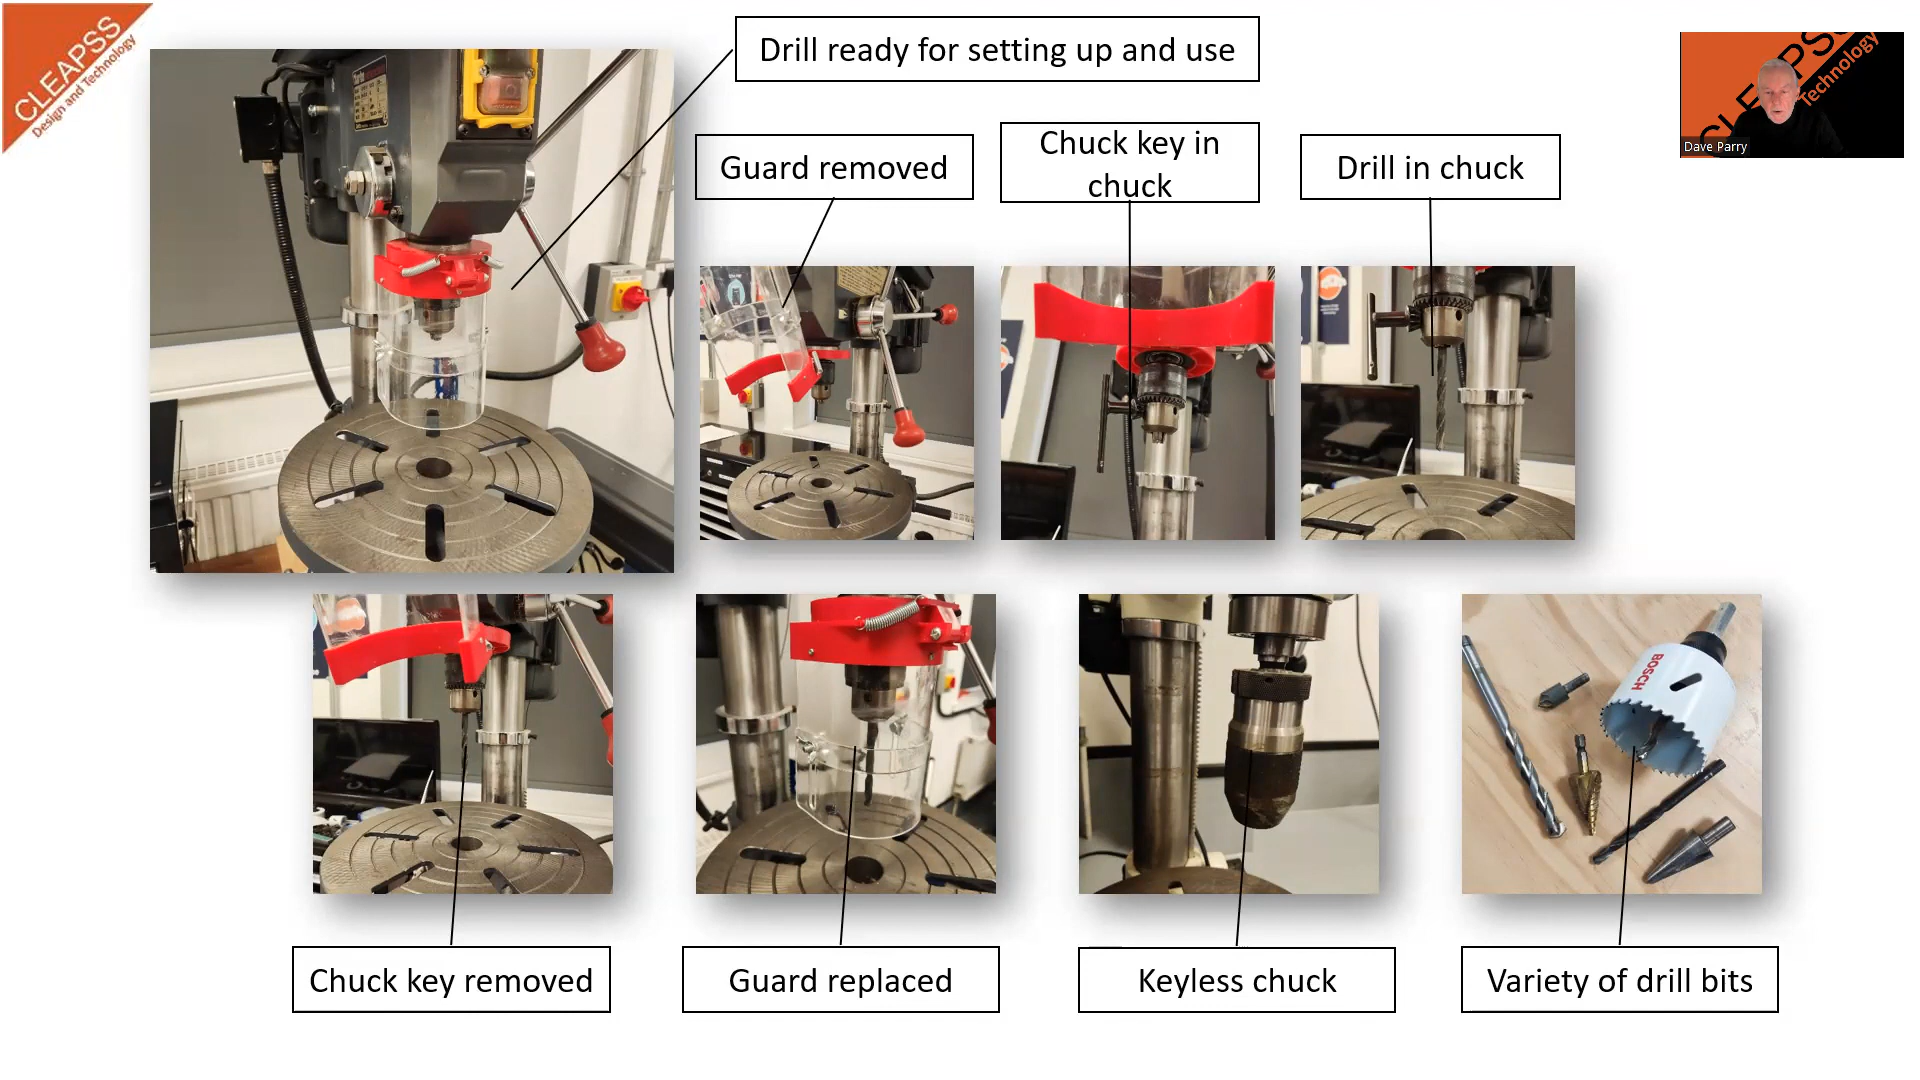 CLEAPSS
Design and Technology
Drill ready for setting up and use
Guard removed
Chuck key in
chuck
Drill in chuck
CLEAPSS
Technology
Dave Parry
BOSCH
Chuck key removed
Guard replaced
Keyless chuck
Variety of drill bits